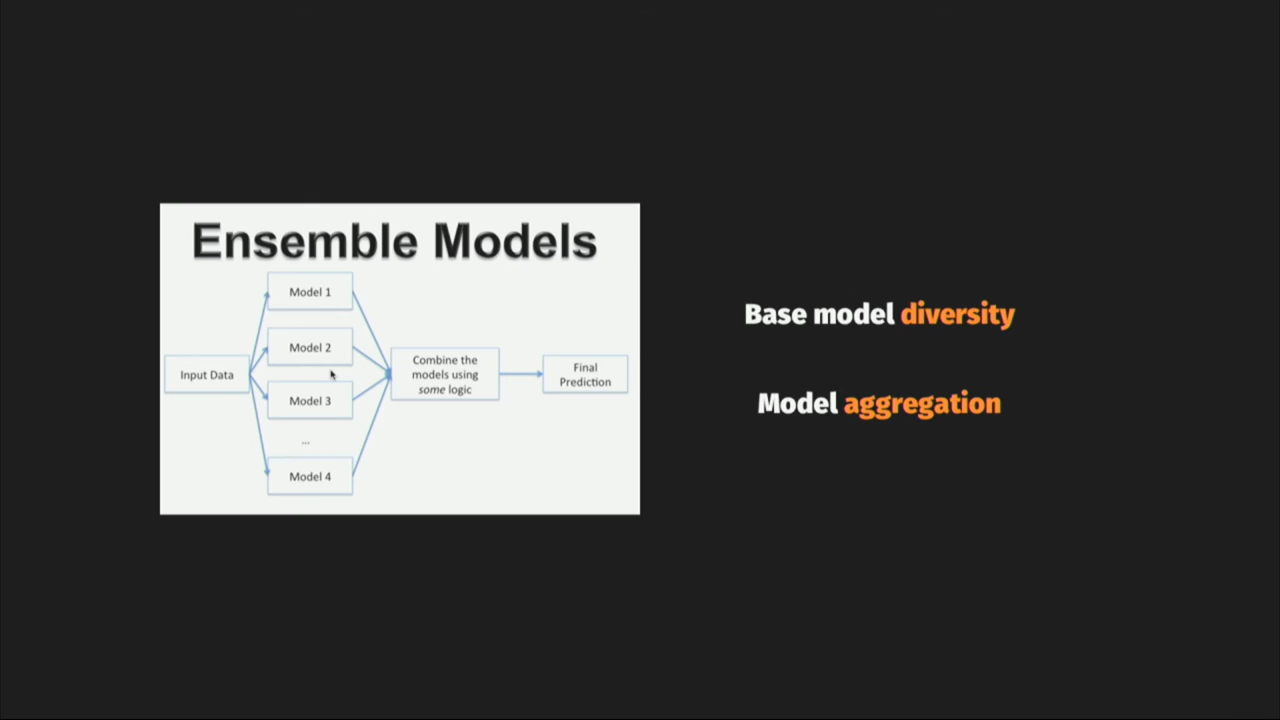 Ensemble Models
Model 1
Model 2
Input Data
Model 3
...
Model 4
Combine the
models using
some logic
Final
Prediction
Base model diversity
Model aggregation